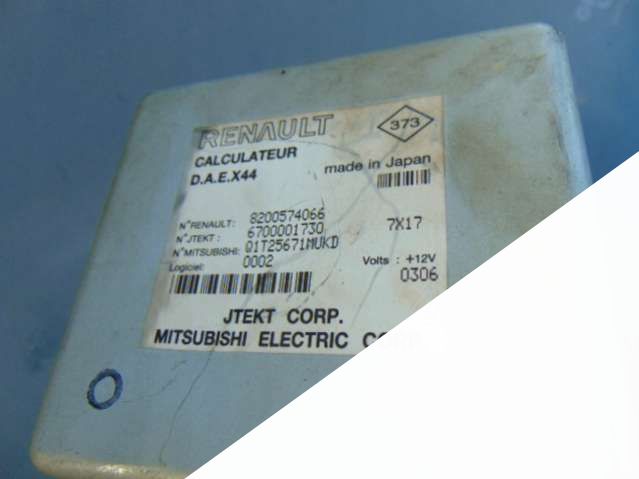 RENAULT
373
CALCULATEUR
D.A.E.X44
made in Japan
N°RENAULT: 8200574066
N°JTEKT : 6700001730
7X17
N°MITSUBISHI: Q1T25671MUKD
Logiciel: 0002
Volts : +12V
0306
JTEKT CORP.
MITSUBISHI ELECTRIC